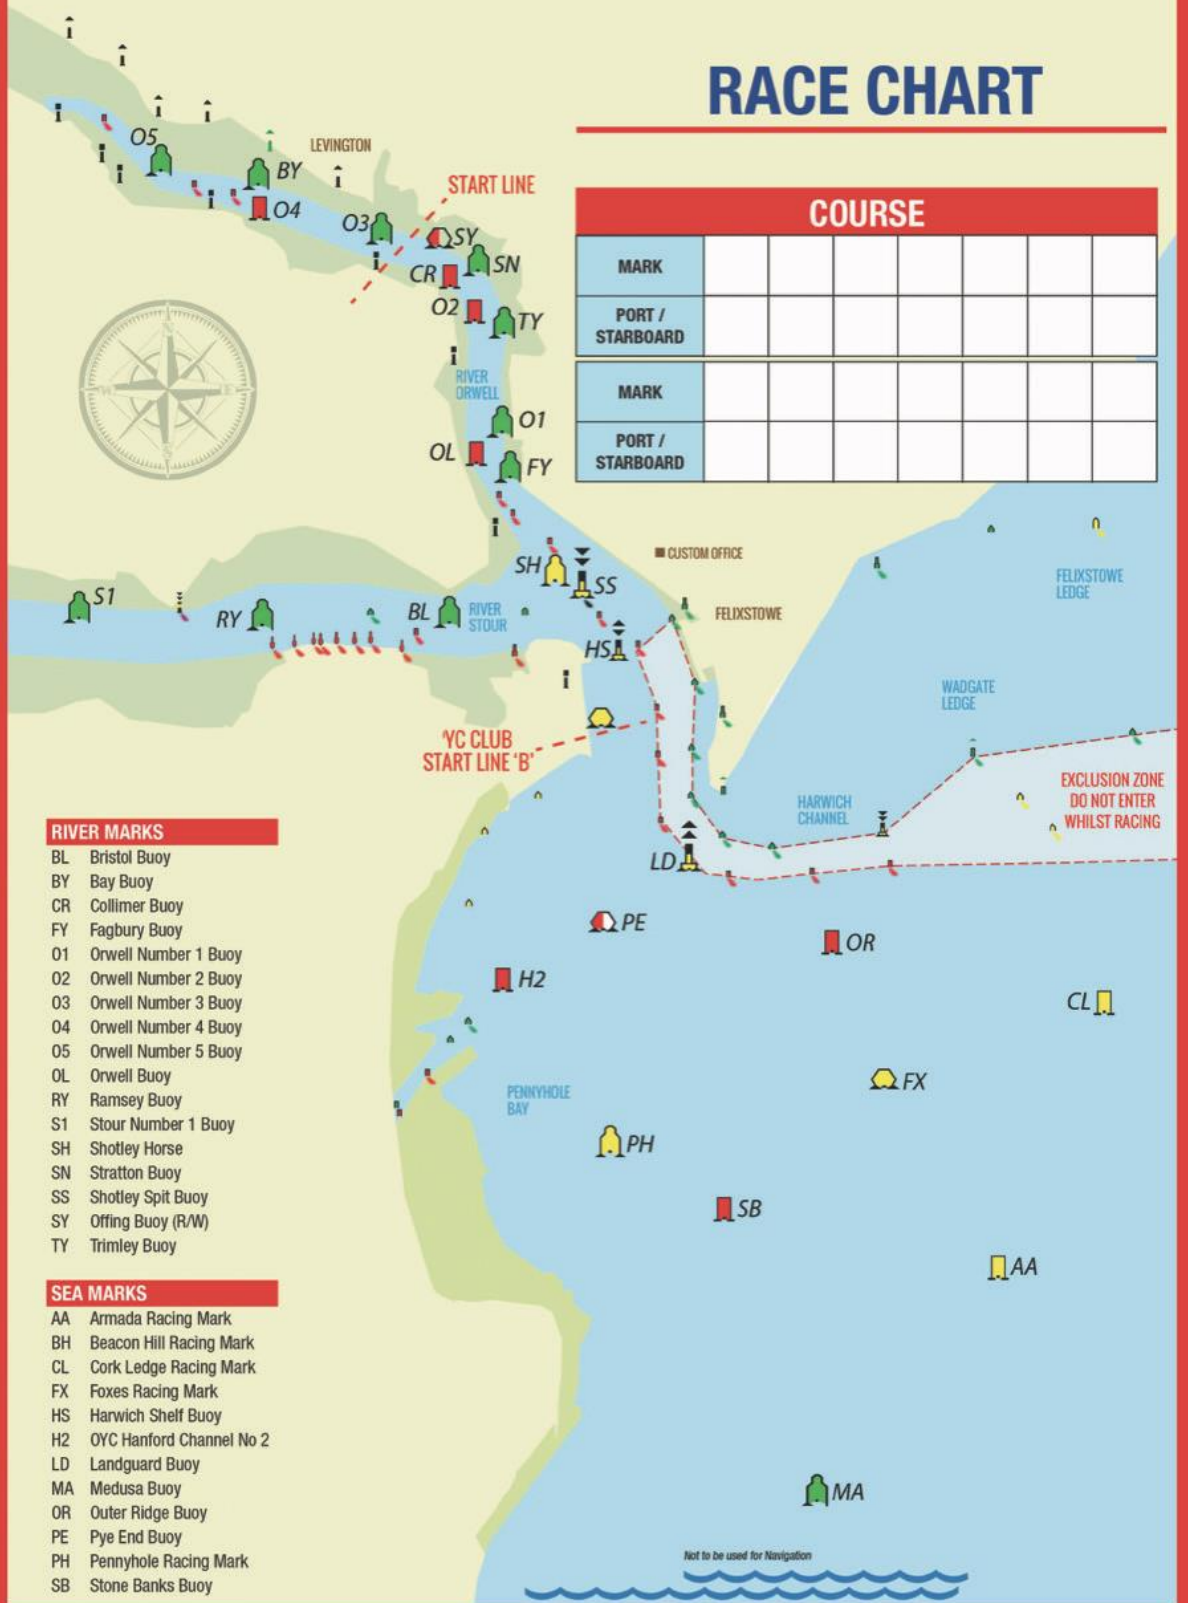 RACE CHART
O5
LEVINGTON
BY
START LINE
O4
O3
SY
SN
CR
O2
TY
COURSE
MARK
PORT /
STARBOARD
MARK
PORT /
STARBOARD
N
E
S
W
RIVER
ORWELL
O1
OL
FY
SH
SS
CUSTOM OFFICE
FELIXSTOWE
LEDGE
S1
RY
BL
RIVER
STOUR
FELIXSTOWE
HS
WADGATE
LEDGE
'YC CLUB
START LINE 'B'
EXCLUSION ZONE
DO NOT ENTER
WHILST RACING
HARWICH
CHANNEL
LD
PE
OR
H2
CL
FX
PENNYHOLE
BAY
PH
SB
AA
MA
Not to be used for Navigation
RIVER MARKS
BL Bristol Buoy
BY Bay Buoy
CR Collimer Buoy
FY Fagbury Buoy
O1 Orwell Number 1 Buoy
O2 Orwell Number 2 Buoy
O3 Orwell Number 3 Buoy
O4 Orwell Number 4 Buoy
O5 Orwell Number 5 Buoy
OL Orwell Buoy
RY Ramsey Buoy
S1 Stour Number 1 Buoy
SH Shotley Horse
SN Stratton Buoy
SS Shotley Spit Buoy
SY Offing Buoy (R/W)
TY Trimley Buoy
SEA MARKS
AA Armada Racing Mark
BH Beacon Hill Racing Mark
CL Cork Ledge Racing Mark
FX Foxes Racing Mark
HS Harwich Shelf Buoy
H2 OYC Hanford Channel No 2
LD Landguard Buoy
MA Medusa Buoy
OR Outer Ridge Buoy
PE Pye End Buoy
PH Pennyhole Racing Mark
SB Stone Banks Buoy